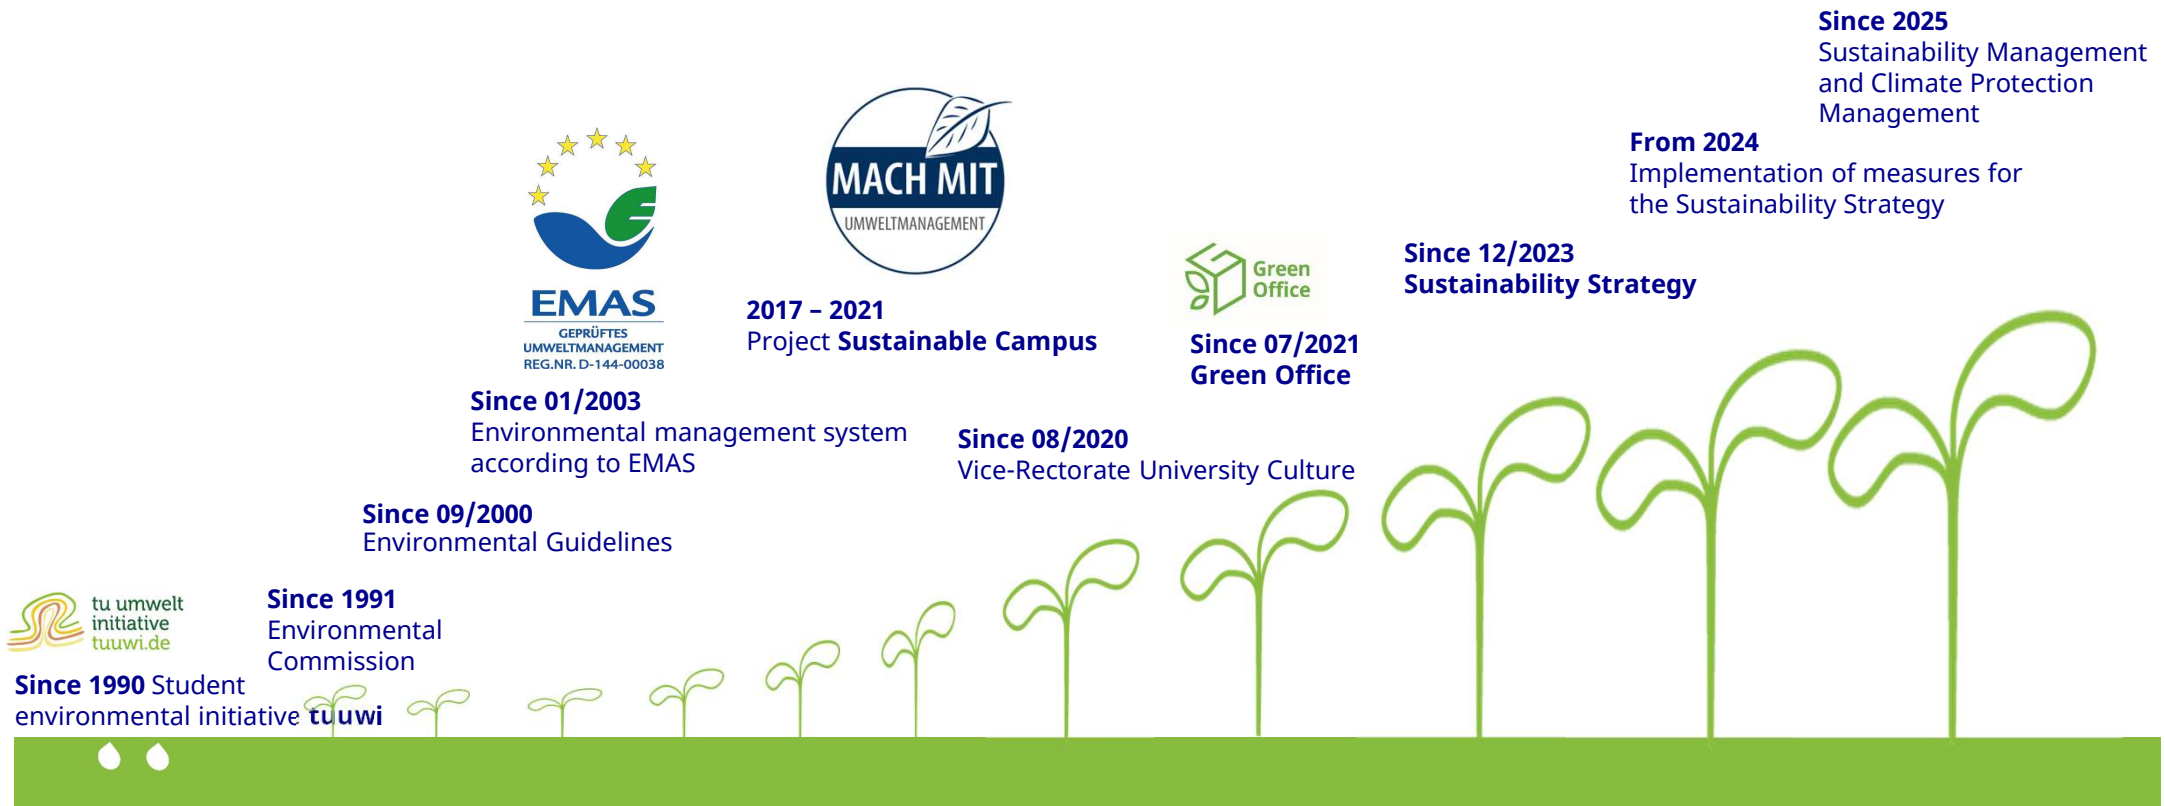 tu umwelt
initiative
tuuwi.de
Since 1990 Student
environmental initiative tuuwi
Since 1991
Environmental
Commission
Since 09/2000
Environmental Guidelines
EMAS
GEPRÜFTES
UMWELTMANAGEMENT
REG.NR. D-144-00038
Since 01/2003
Environmental management system
according to EMAS
MACH MIT
UMWELTMANAGEMENT
2017 – 2021
Project Sustainable Campus
Since 08/2020
Vice-Rectorate University Culture
Green
Office
Since 07/2021
Green Office
Since 12/2023
Sustainability Strategy
From 2024
Implementation of measures for
the Sustainability Strategy
Since 2025
Sustainability Management
and Climate Protection
Management